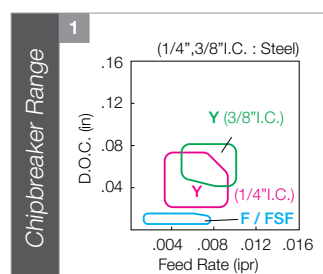 1
Chipbreaker Range
(1/4",3/8"I.C. : Steel)
.16
.12
.08
.04
D.O.C. (in)
Y (3/8"I.C.)
Y
(1/4"I.C.)
F / FSF
.004 .008 .012 .016
Feed Rate (ipr)